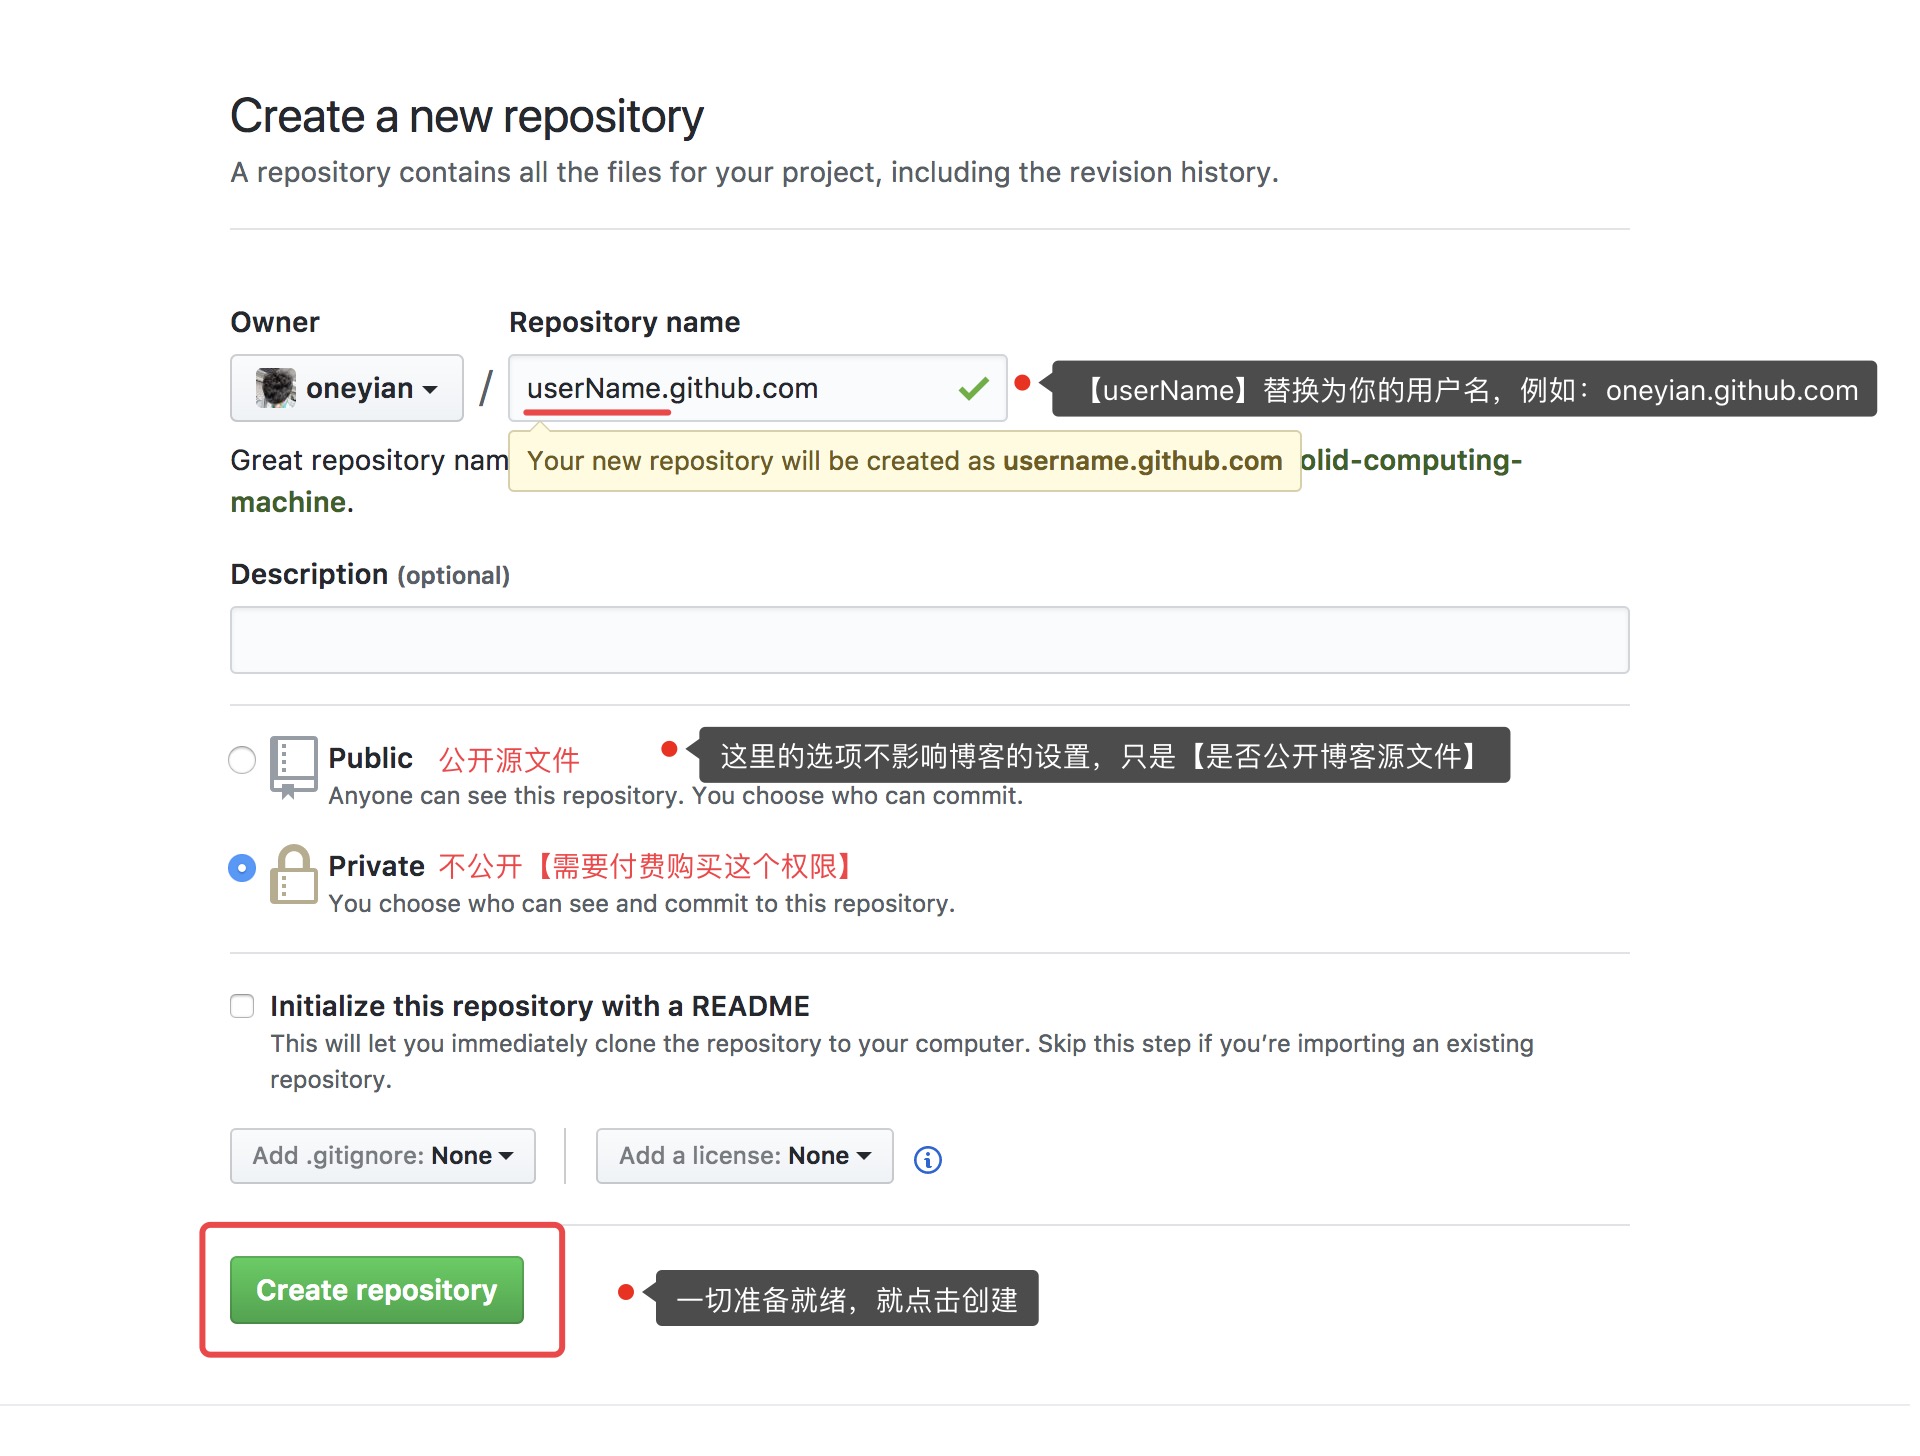 Create a new repository
A repository contains all the files for your project, including the revision history.
Owner
Repository name
oneyian
/
userName.github.com
【userName】替换为你的用户名，例如：oneyian.github.com
Great repository nam
Your new repository will be created as username.github.com
olid-computing-
machine.
Description (optional)
Public 公开源文件
这里的选项不影响博客的设置，只是【是否公开博客源文件】
Anyone can see this repository. You choose who can commit.
Private 不公开【需要付费购买这个权限】
You choose who can see and commit to this repository.
Initialize this repository with a README
This will let you immediately clone the repository to your computer. Skip this step if you’re importing an existing
repository.
Add .gitignore: None
Add a license: None
Create repository
一切准备就绪，就点击创建